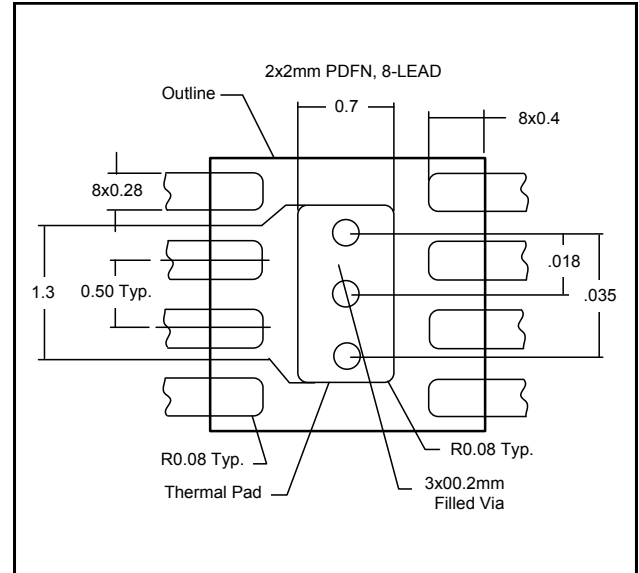 2x2mm PDFN, 8-LEAD
Outline
0.7
8x0.4
8x0.28
.018
1.3
0.50 Typ.
.035
R0.08 Typ.
R0.08 Typ.
Thermal Pad
3x00.2mm
Filled Via